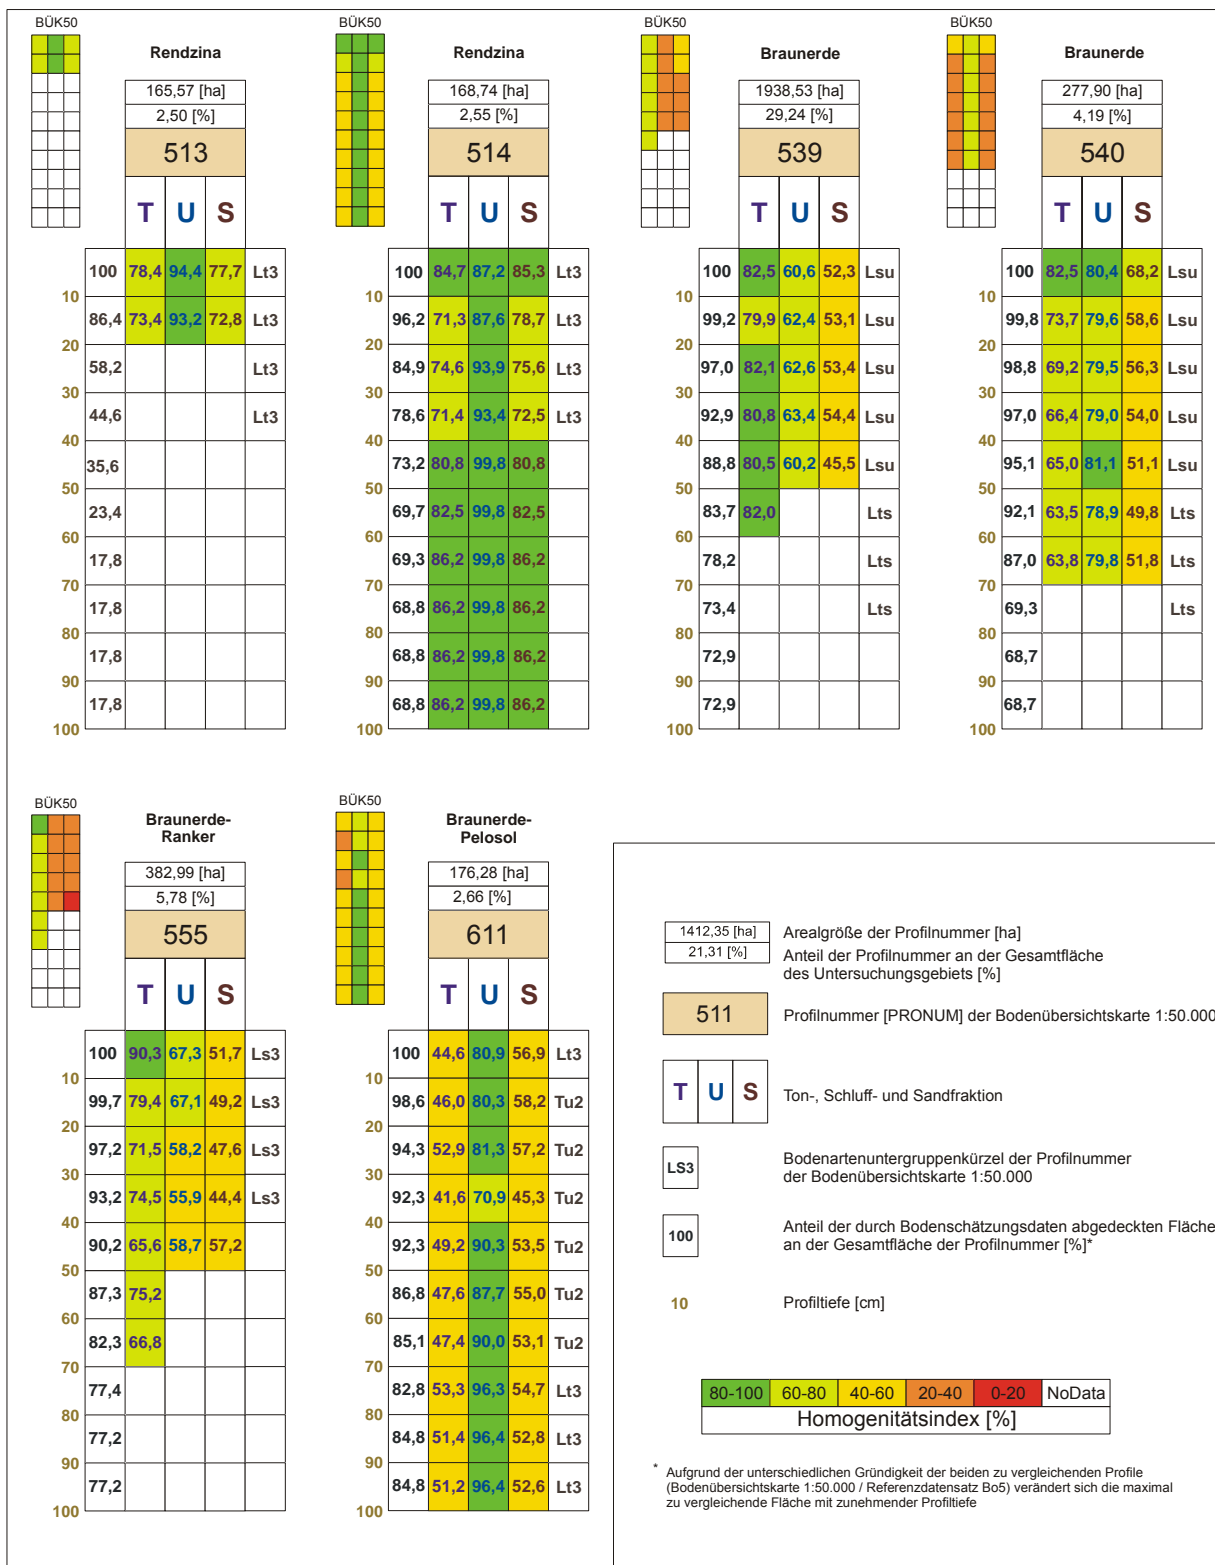 BÜK50
Rendzina
165,57 [ha]
2,50 [%]
513
T U S
100 78,4 94,4 77,7 Lt3
10
86,4 73,4 93,2 72,8 Lt3
20
58,2 Lt3
30
44,6 Lt3
40
35,6
50
23,4
60
17,8
70
17,8
80
17,8
90
17,8
100
BÜK50
Rendzina
168,74 [ha]
2,55 [%]
514
T U S
100 84,7 87,2 85,3 Lt3
10
96,2 71,3 87,6 78,7 Lt3
20
84,9 74,6 93,9 75,6 Lt3
30
78,6 71,4 93,4 72,5 Lt3
40
73,2 80,8 99,8 80,8
50
69,7 82,5 99,8 82,5
60
69,3 86,2 99,8 86,2
70
68,8 86,2 99,8 86,2
80
68,8 86,2 99,8 86,2
90
68,8 86,2 99,8 86,2
100
BÜK50
Braunerde
1938,53 [ha]
29,24 [%]
539
T U S
100 82,5 60,6 52,3 Lsu
10
99,2 79,9 62,4 53,1 Lsu
20
97,0 82,1 62,6 53,4 Lsu
30
92,9 80,8 63,4 54,4 Lsu
40
88,8 80,5 60,2 45,5 Lsu
50
83,7 82,0 Lts
60
78,2 Lts
70
73,4 Lts
80
72,9
90
72,9
100
BÜK50
Braunerde
277,90 [ha]
4,19 [%]
540
T U S
100 82,5 80,4 68,2 Lsu
10
99,8 73,7 79,6 58,6 Lsu
20
98,8 69,2 79,5 56,3 Lsu
30
97,0 66,4 79,0 54,0 Lsu
40
95,1 65,0 81,1 51,1 Lsu
50
92,1 63,5 78,9 49,8 Lts
60
87,0 63,8 79,8 51,8 Lts
70
69,3 Lts
80
68,7
90
68,7
100
BÜK50
Braunerde-
Ranker
382,99 [ha]
5,78 [%]
555
T U S
100 90,3 67,3 51,7 Ls3
10
99,7 79,4 67,1 49,2 Ls3
20
97,2 71,5 58,2 47,6 Ls3
30
93,2 74,5 55,9 44,4 Ls3
40
90,2 65,6 58,7 57,2
50
87,3 75,2
60
82,3 66,8
70
77,4
80
77,2
90
77,2
100
BÜK50
Braunerde-
Pelosol
176,28 [ha]
2,66 [%]
611
T U S
100 44,6 80,9 56,9 Lt3
10
98,6 46,0 80,3 58,2 Tu2
20
94,3 52,9 81,3 57,2 Tu2
30
92,3 41,6 70,9 45,3 Tu2
40
92,3 49,2 90,3 53,5 Tu2
50
86,8 47,6 87,7 55,0 Tu2
60
85,1 47,4 90,0 53,1 Tu2
70
82,8 53,3 96,3 54,7 Lt3
80
84,8 51,4 96,4 52,8 Lt3
90
84,8 51,2 96,4 52,6 Lt3
100
1412,35 [ha] Arealgröße der Profilnummer [ha]
21,31 [%] Anteil der Profilnummer an der Gesamtfläche
des Untersuchungsgebiets [%]
511 Profilnummer [PRONUM] der Bodenübersichtskarte 1:50.000
T U S Ton-, Schluff- und Sandfraktion
LS3 Bodenartenuntergruppenkürzel der Profilnummer
der Bodenübersichtskarte 1:50.000
100 Anteil der durch Bodenschätzungsdaten abgedeckten Fläche
an der Gesamtfläche der Profilnummer [%]*
10 Profiltiefe [cm]
80-100 60-80 40-60 20-40 0-20 NoData
Homogenitätsindex [%]
* Aufgrund der unterschiedlichen Gründigkeit der beiden zu vergleichenden Profile
(Bodenübersichtskarte 1:50.000 / Referenzdatensatz Bo5) verändert sich die maximal
zu vergleichende Fläche mit zunehmender Profiltiefe